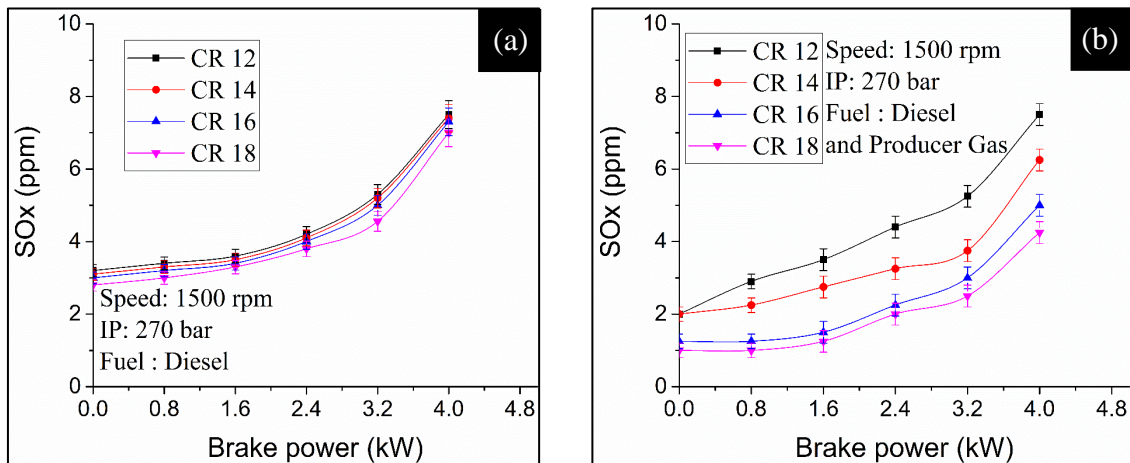 (a)
10
8
6
4
2
0
SOx (ppm)
CR 12
CR 14
CR 16
CR 18
Speed: 1500 rpm
IP: 270 bar
Fuel : Diesel
0.0 0.8 1.6 2.4 3.2 4.0 4.8
Brake power (kW)
(b)
10
8
6
4
2
0
SOx (ppm)
CR 12
CR 14
CR 16
CR 18
Speed: 1500 rpm
IP: 270 bar
Fuel : Diesel
and Producer Gas
0.0 0.8 1.6 2.4 3.2 4.0 4.8
Brake power (kW)